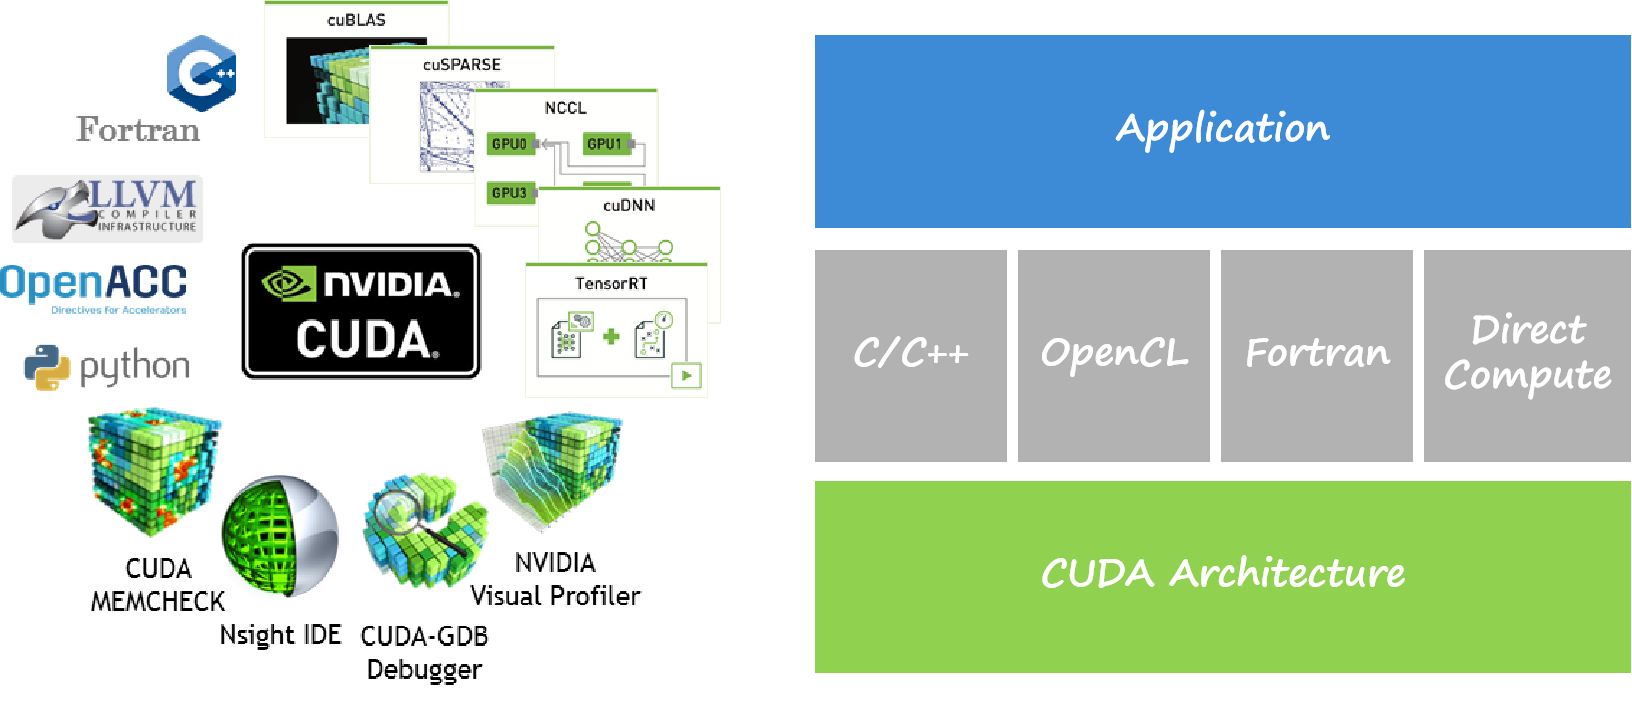 cuBLAS
cuSPARSE
NCCL
GPU0
GPU1
GPU3
cuDNN
TensorRT
C++
Fortran
LLVM
COMPILER
INFRASTRUCTURE
OpenACC
Directives for Accelerators
python
NVIDIA®
CUDA®
CUDA
MEMCHECK
Nsight IDE
CUDA-GDB
Debugger
NVIDIA
Visual Profiler
Application
C/C++
OpenCL
Fortran
Direct
Compute
CUDA Architecture